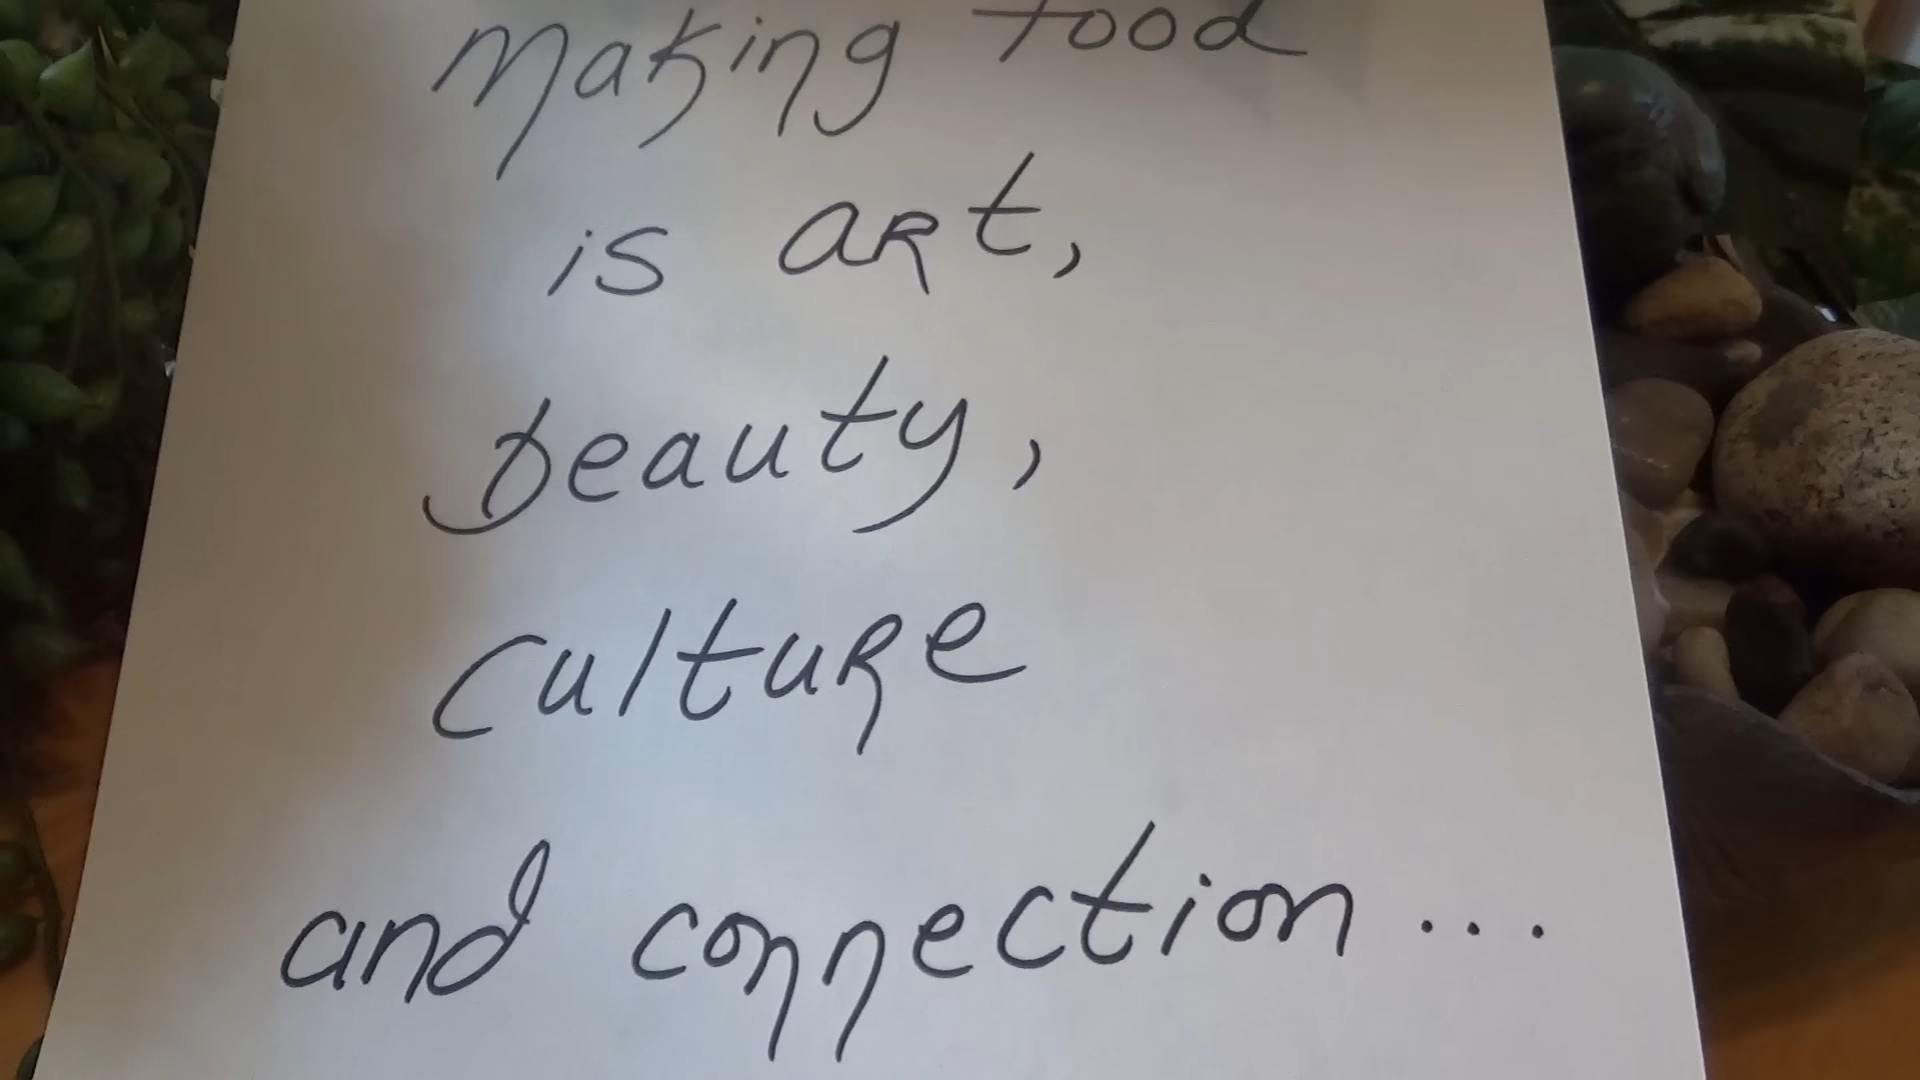 Making food
is art,
beauty,
culture
and connection...